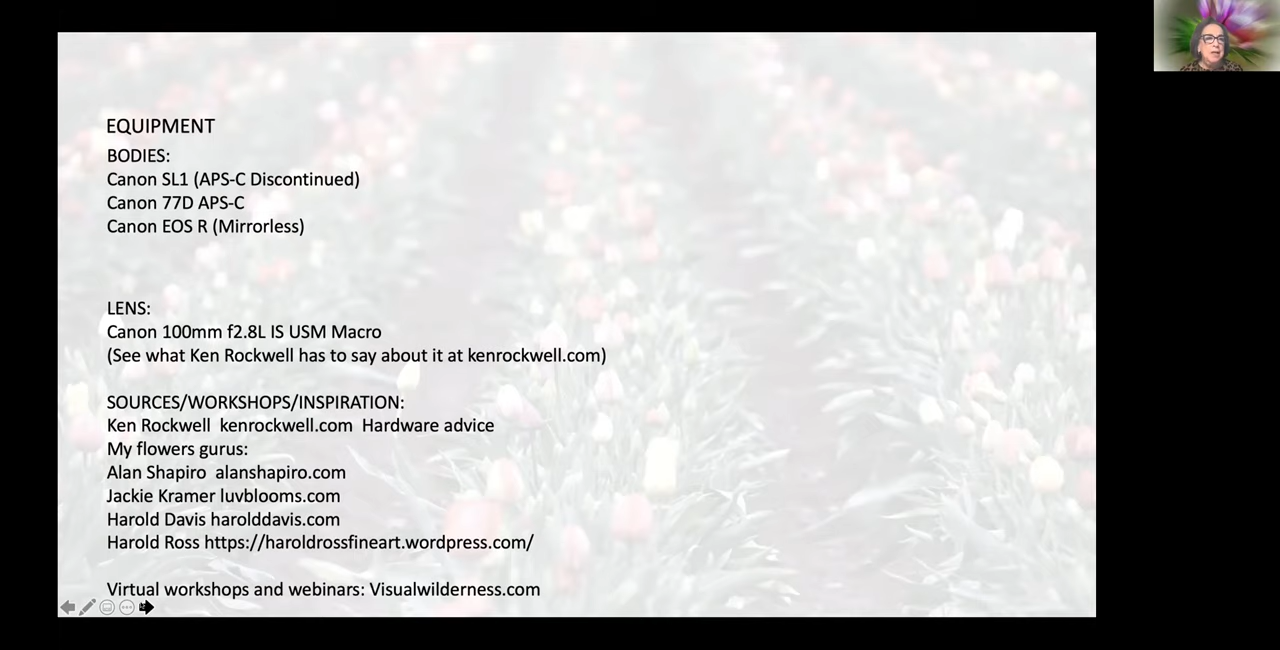 EQUIPMENT
BODIES:
Canon SL1 (APS-C Discontinued)
Canon 77D APS-C
Canon EOS R (Mirrorless)
LENS:
Canon 100mm f2.8L IS USM Macro
(See what Ken Rockwell has to say about it at kenrockwell.com)
SOURCES/WORKSHOPS/INSPIRATION:
Ken Rockwell  kenrockwell.com  Hardware advice
My flowers gurus:
Alan Shapiro  alanshapiro.com
Jackie Kramer luvblooms.com
Harold Davis harolddavis.com
Harold Ross https://haroldrossfineart.wordpress.com/
Virtual workshops and webinars: Visualwilderness.com